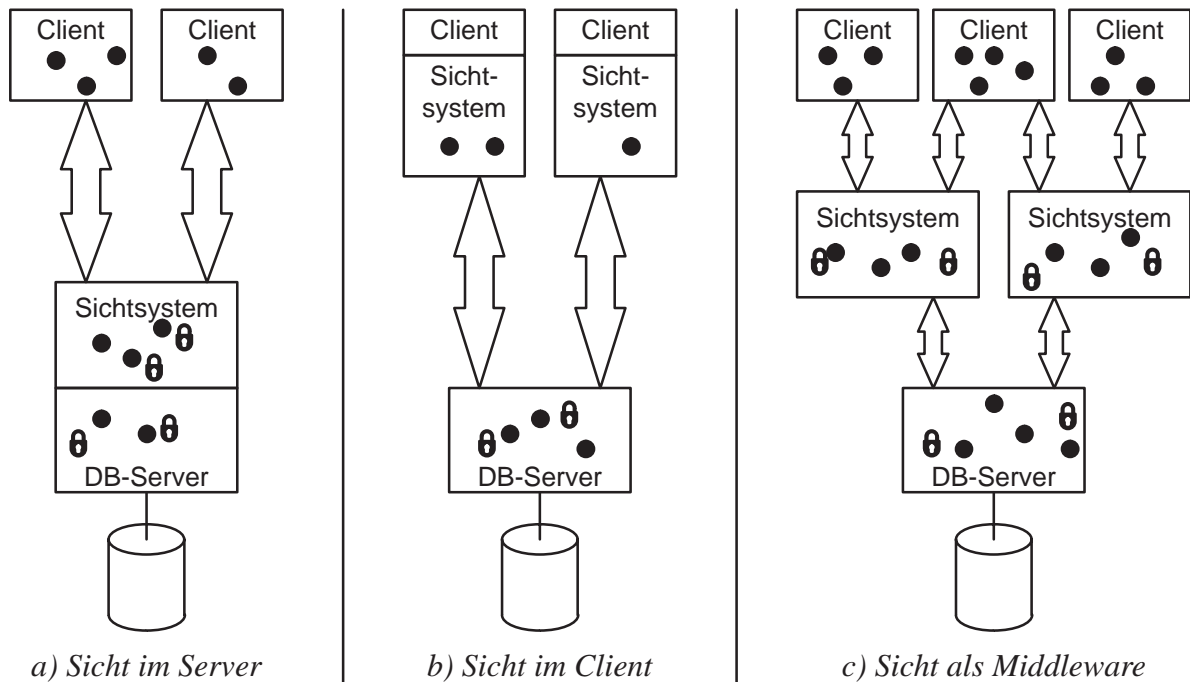 Client
Client
Sichtsystem
DB-Server
a) Sicht im Server
Client
Client
Sicht-
system
Sicht-
system
DB-Server
b) Sicht im Client
Client
Client
Client
Sichtsystem
Sichtsystem
DB-Server
c) Sicht als Middleware